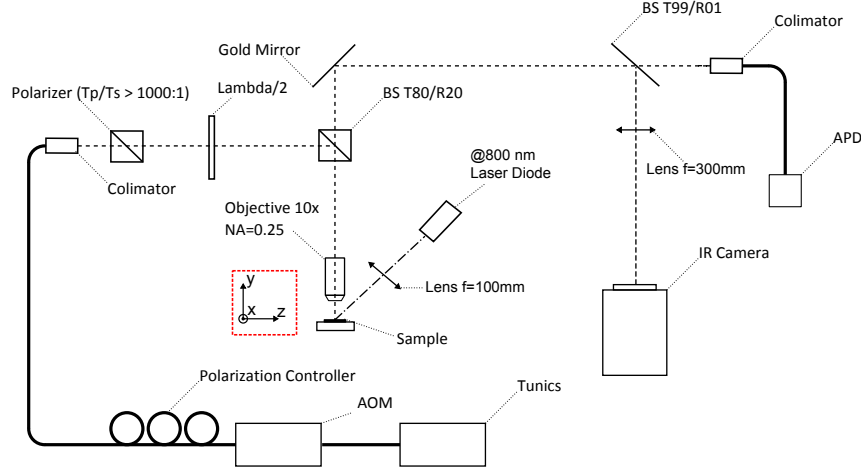 BS T99/R01
Colimator
Gold Mirror
Polarizer (Tp/Ts > 1000:1)
Lambda/2
BS T80/R20
@800 nm
Laser Diode
APD
Lens f=300mm
Colimator
Objective 10x
NA=0.25
IR Camera
y
x
z
Lens f=100mm
Sample
Polarization Controller
AOM
Tunics